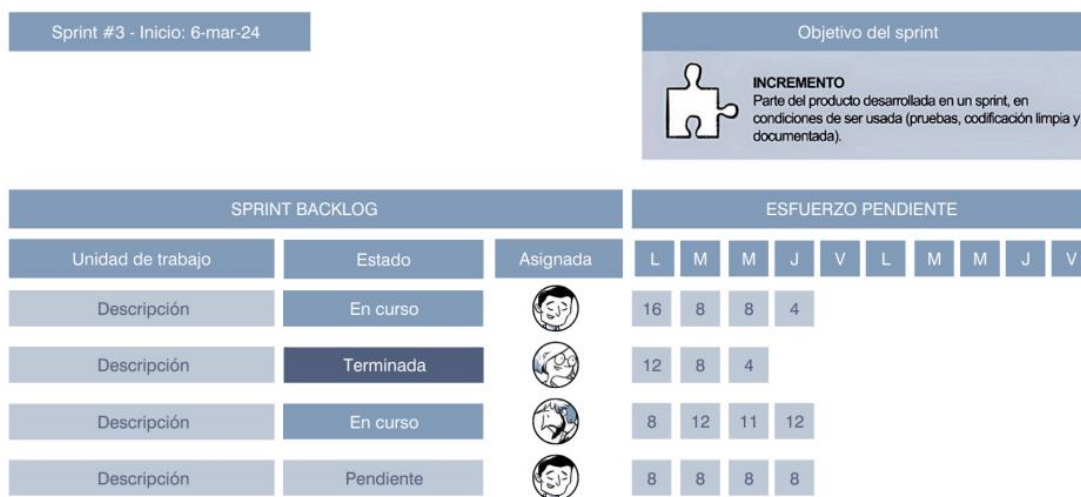 Sprint #3 - Inicio: 6-mar-24
Objetivo del sprint
INCREMENTO
Parte del producto desarrollada en un sprint, en
condiciones de ser usada (pruebas, codificación limpia y
documentada).
SPRINT BACKLOG ESFUERZO PENDIENTE
Unidad de trabajo Estado Asignada L M M J V L M M J V
Descripción En curso 16 8 8 4
Descripción Terminada 12 8 4
Descripción En curso 8 12 11 12
Descripción Pendiente 8 8 8 8